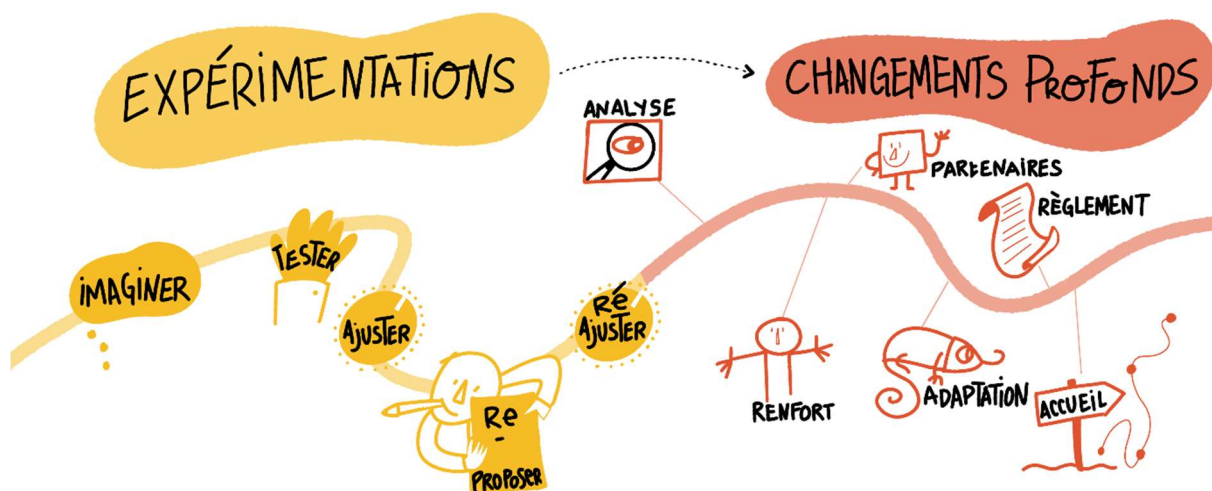 EXPÉRIMENTATIONS
CHANGEMENTS PROFONDS
IMAGINER
TESTER
AJUSTER
RE
-
PROPOSER
RÉ
AJUSTER
ANALYSE
PARTENAIRES
RÈGLEMENT
RENFORT
ADAPTATION
ACCUEIL